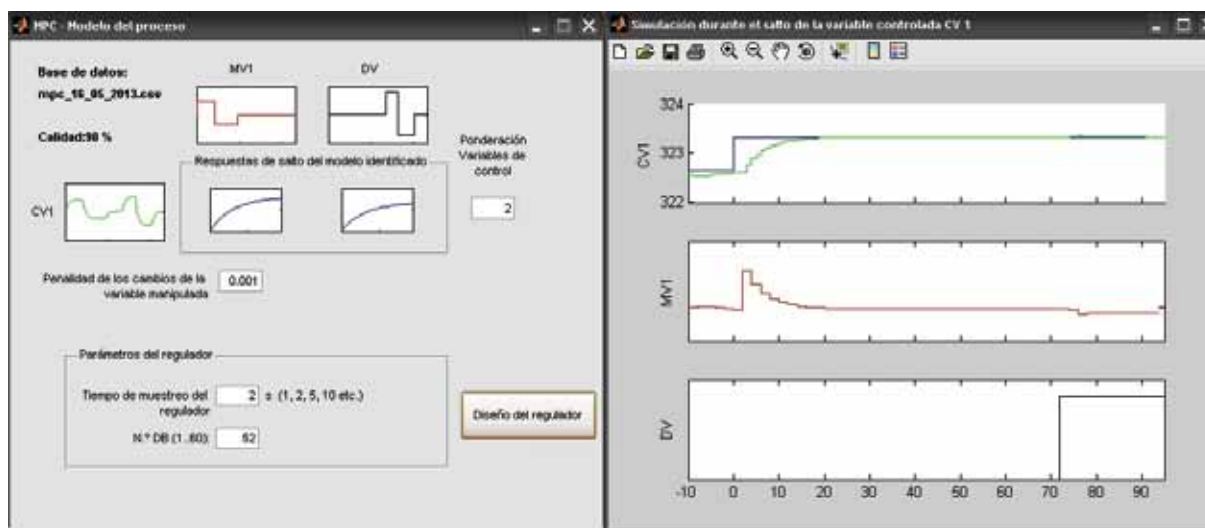 MPC - Modelo del proceso
Base de datos:
mpc_16_05_2013.csv
Calidad:98 %
MV1
DV
Ponderación
Variables de
control
2
Respuestas de salto del modelo identificado
CV1
Penalidad de los cambios de la
variable manipulada
0.001
Parámetros del regulador
Tiempo de muestreo del
regulador
2 s (1, 2, 5, 10 etc.)
N.º DB (1..60):
52
Diseño del regulador
Simulación durante el salto de la variable controlada CV 1
324
323
322
CV1
MV1
DV
-10 0 10 20 30 40 50 60 70 80 90